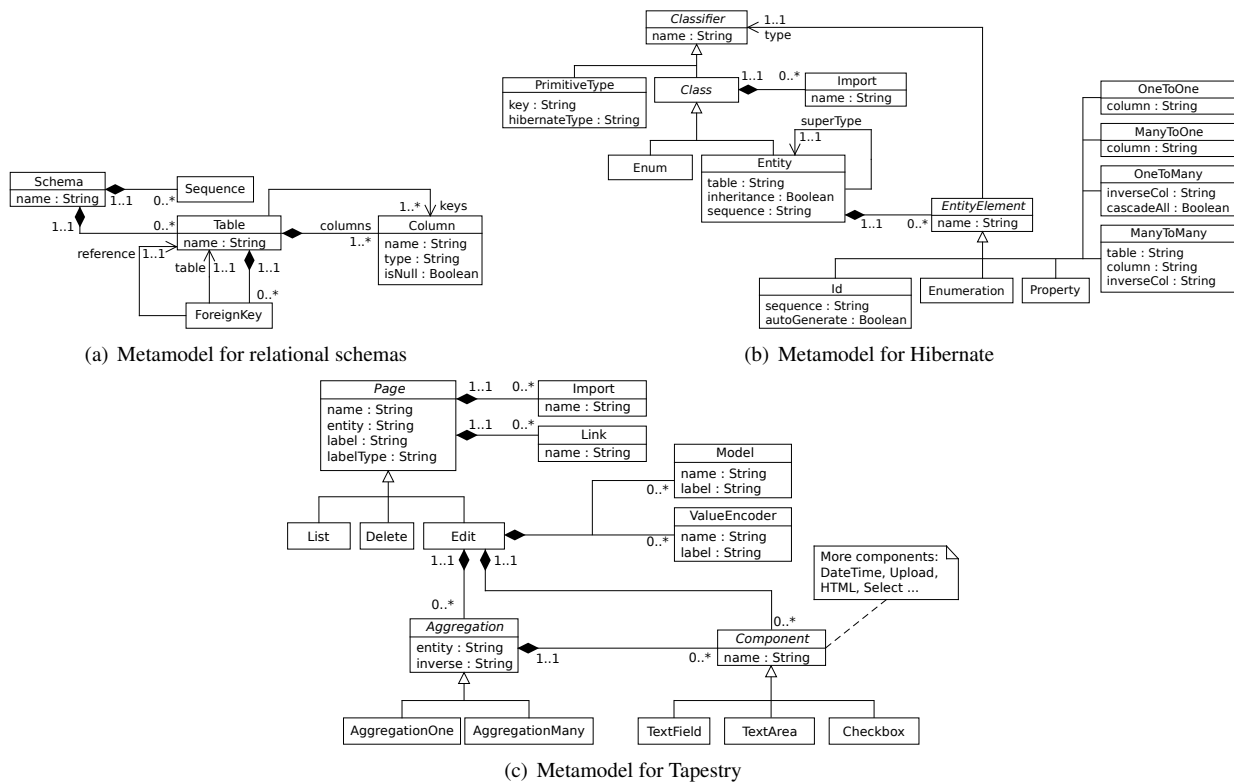 Schema
name : String
1..1
0..*
Sequence
1..1
0..*
Table
name : String
columns
1..*
1..*
keys
Column
name : String
type : String
isNull : Boolean
reference
1..1
table
1..1
1..1
0..*
ForeignKey
(a) Metamodel for relational schemas
Classifier
name : String
1..1
type
PrimitiveType
key : String
hibernateType : String
Class
1..1
0..*
Import
name : String
superType
1..1
Enum
Entity
table : String
inheritance : Boolean
sequence : String
1..1
0..*
EntityElement
name : String
OneToOne
column : String
ManyToOne
column : String
OneToMany
inverseCol : String
cascadeAll : Boolean
ManyToMany
table : String
column : String
inverseCol : String
Id
sequence : String
autoGenerate : Boolean
Enumeration
Property
(b) Metamodel for Hibernate
Page
name : String
entity : String
label : String
labelType : String
1..1
0..*
Import
name : String
1..1
0..*
Link
name : String
List
Delete
Edit
0..*
Model
name : String
label : String
0..*
ValueEncoder
name : String
label : String
1..1
1..1
More components:
DateTime, Upload,
HTML, Select ...
0..*
0..*
Aggregation
entity : String
inverse : String
1..1
0..*
Component
name : String
AggregationOne
AggregationMany
TextField
TextArea
Checkbox
(c) Metamodel for Tapestry